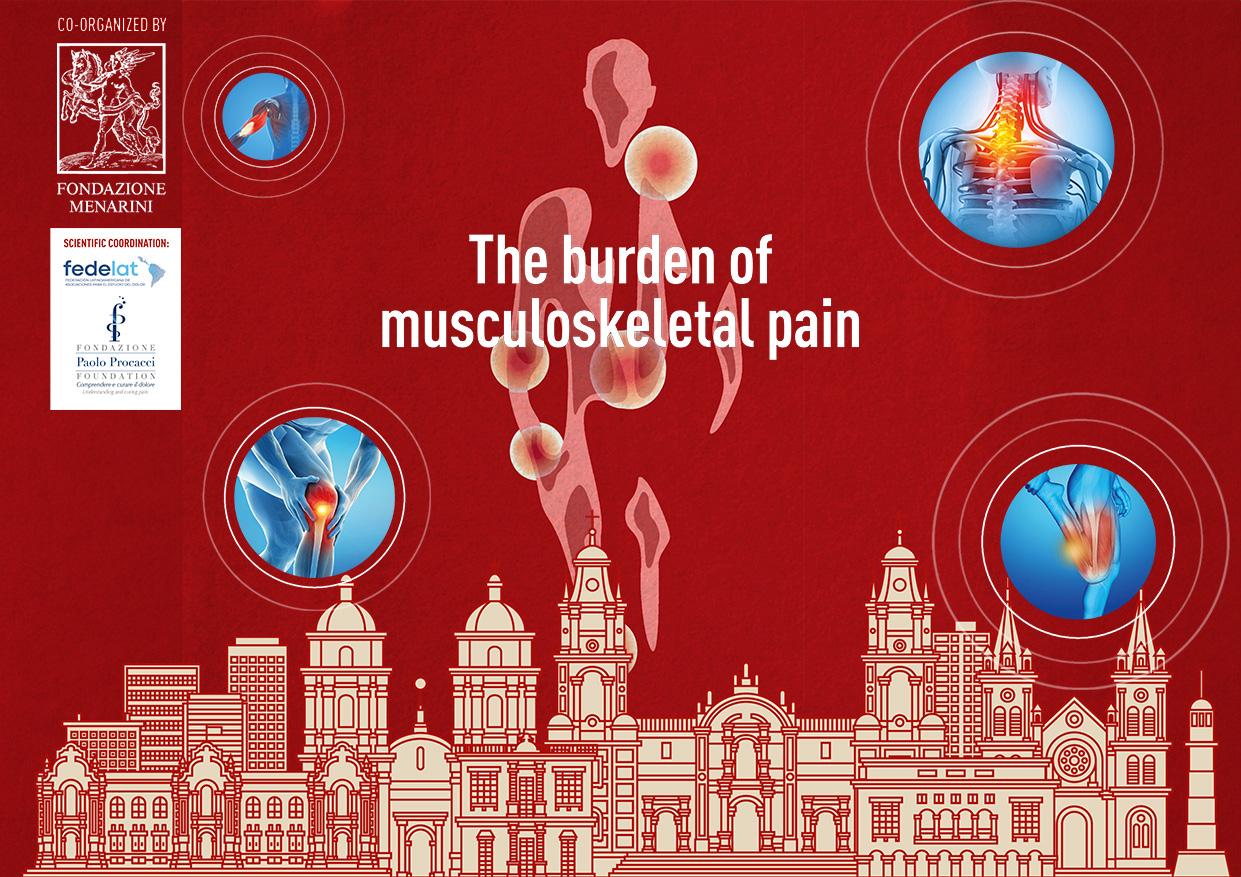 CO-ORGANIZED BY
FONDAZIONE
MENARINI
SCIENTIFIC COORDINATION:
fedelat
FEDERACIÓN LATINOAMERICANA DE
ASOCIACIONES PARA EL ESTUDIO DEL DOLOR
FONDAZIONE
Paolo Procacci
FOUNDATION
Comprendere e curare il dolore
Understanding and curing pain
The burden of
musculoskeletal pain